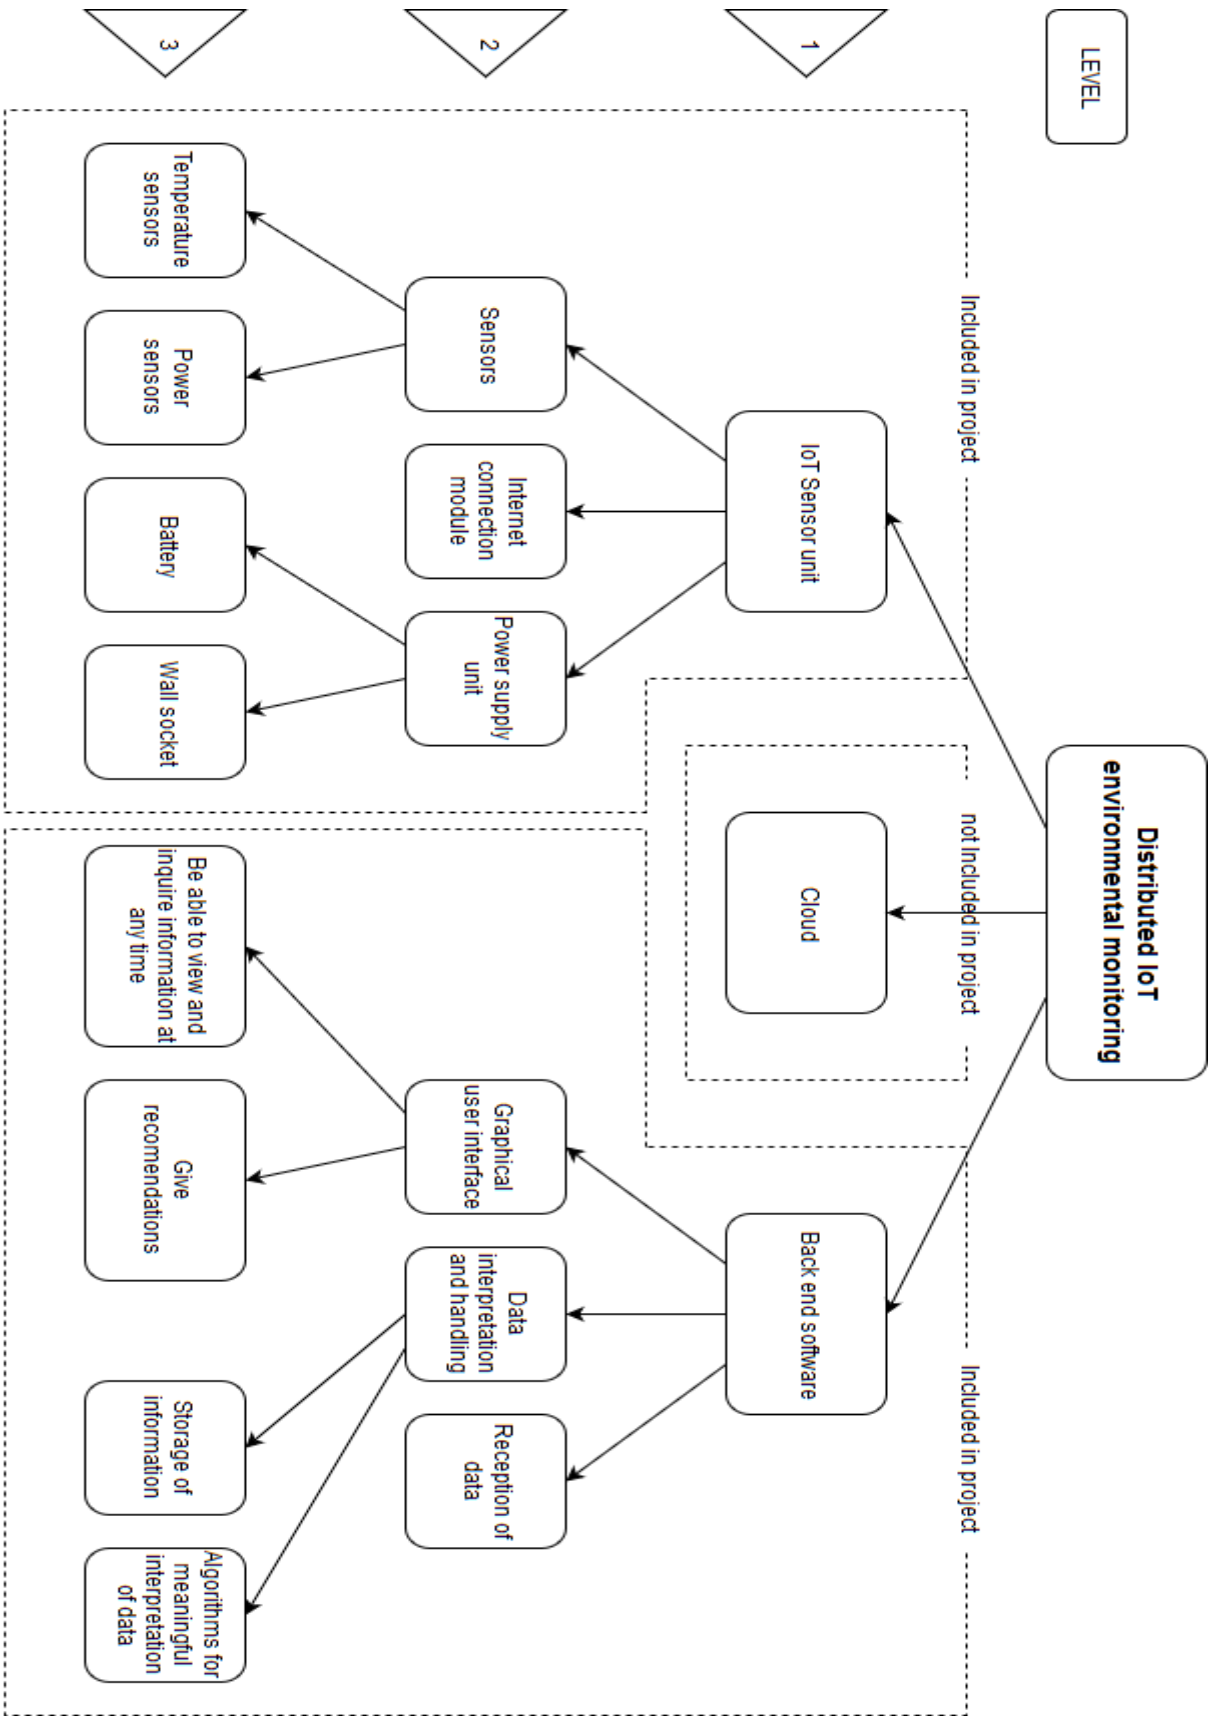 LEVEL
Distributed IoT
environmental monitoring
1
Included in project
not Included in project
Included in project
IoT Sensor unit
Cloud
Back end software
2
Sensors
Internet
connection
module
Power supply
unit
Graphical
user interface
Data
interpretation
and handling
Reception of
data
3
Temperature
sensors
Power
sensors
Battery
Wall socket
Be able to view and
inquire information at
any time
Give
recomendations
Storage of
information
Algorithms for
meaningful
interpretation
of data